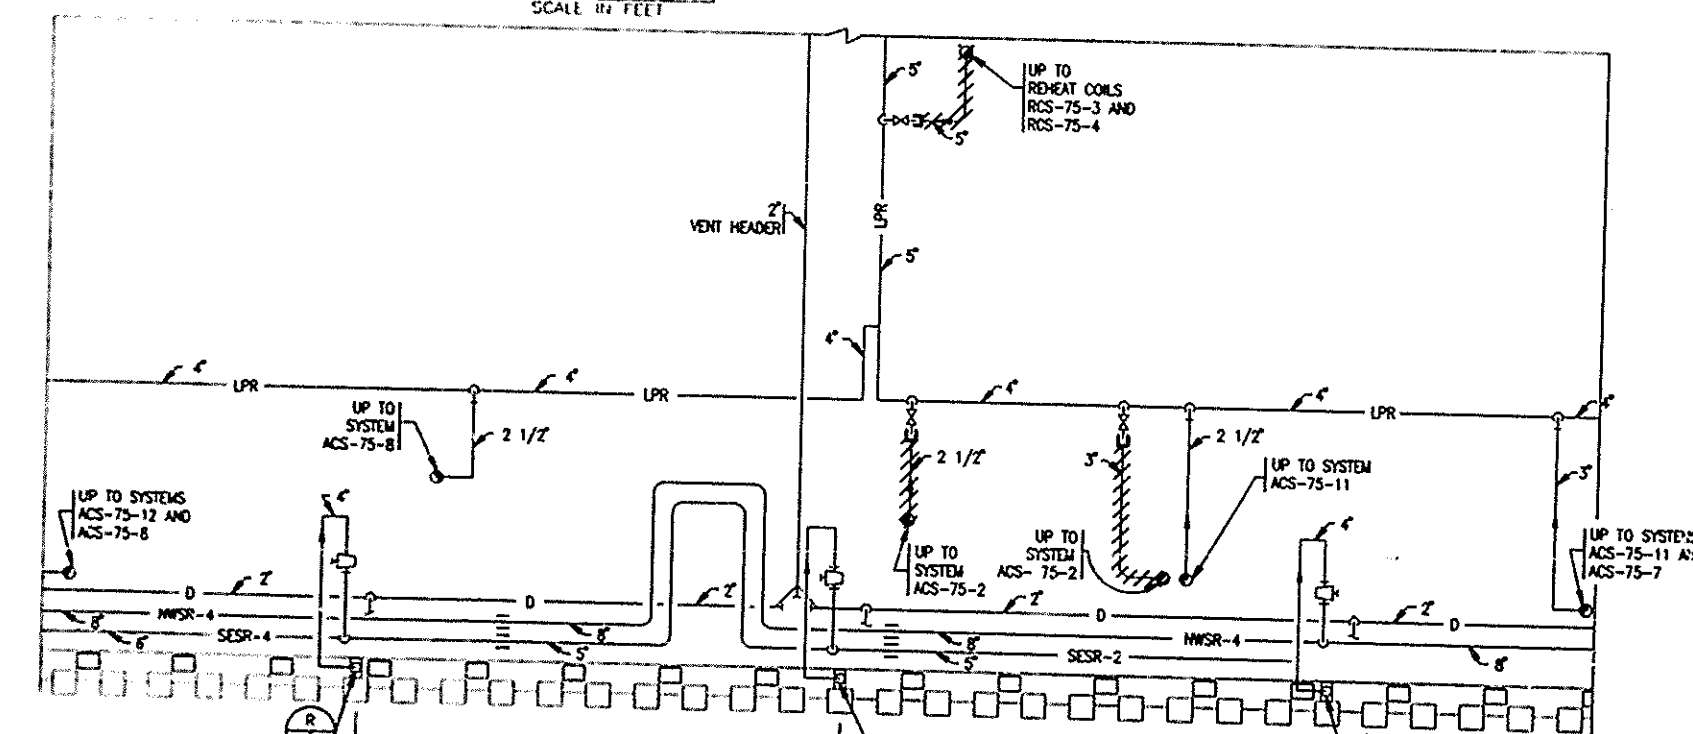 SCALE IN FEET
5"
UP TO
REHEAT COILS
RCS-75-3 AND
RCS-75-4
5"
2"
VENT HEADER
LPR
5"
4"
4"
LPR
4"
LPR
4"
4"
LPR
4"
UP TO
SYSTEM
ACS-75-8
2 1/2"
2 1/2"
3"
2 1/2"
UP TO SYSTEM
ACS-75-11
3"
UP TO SYSTEMS
ACS-75-12 AND
ACS-75-8
4"
UP TO
SYSTEM
ACS-75-2
UP TO
SYSTEM
ACS- 75-2
4"
UP TO SYSTEMS
ACS-75-11 A
ACS-75-7
D
2"
D
2"
2"
D
2"
D
8"
NWSR-4
8"
8"
NWSR-4
8"
6"
SESR-4
5"
5"
SESR-2
R